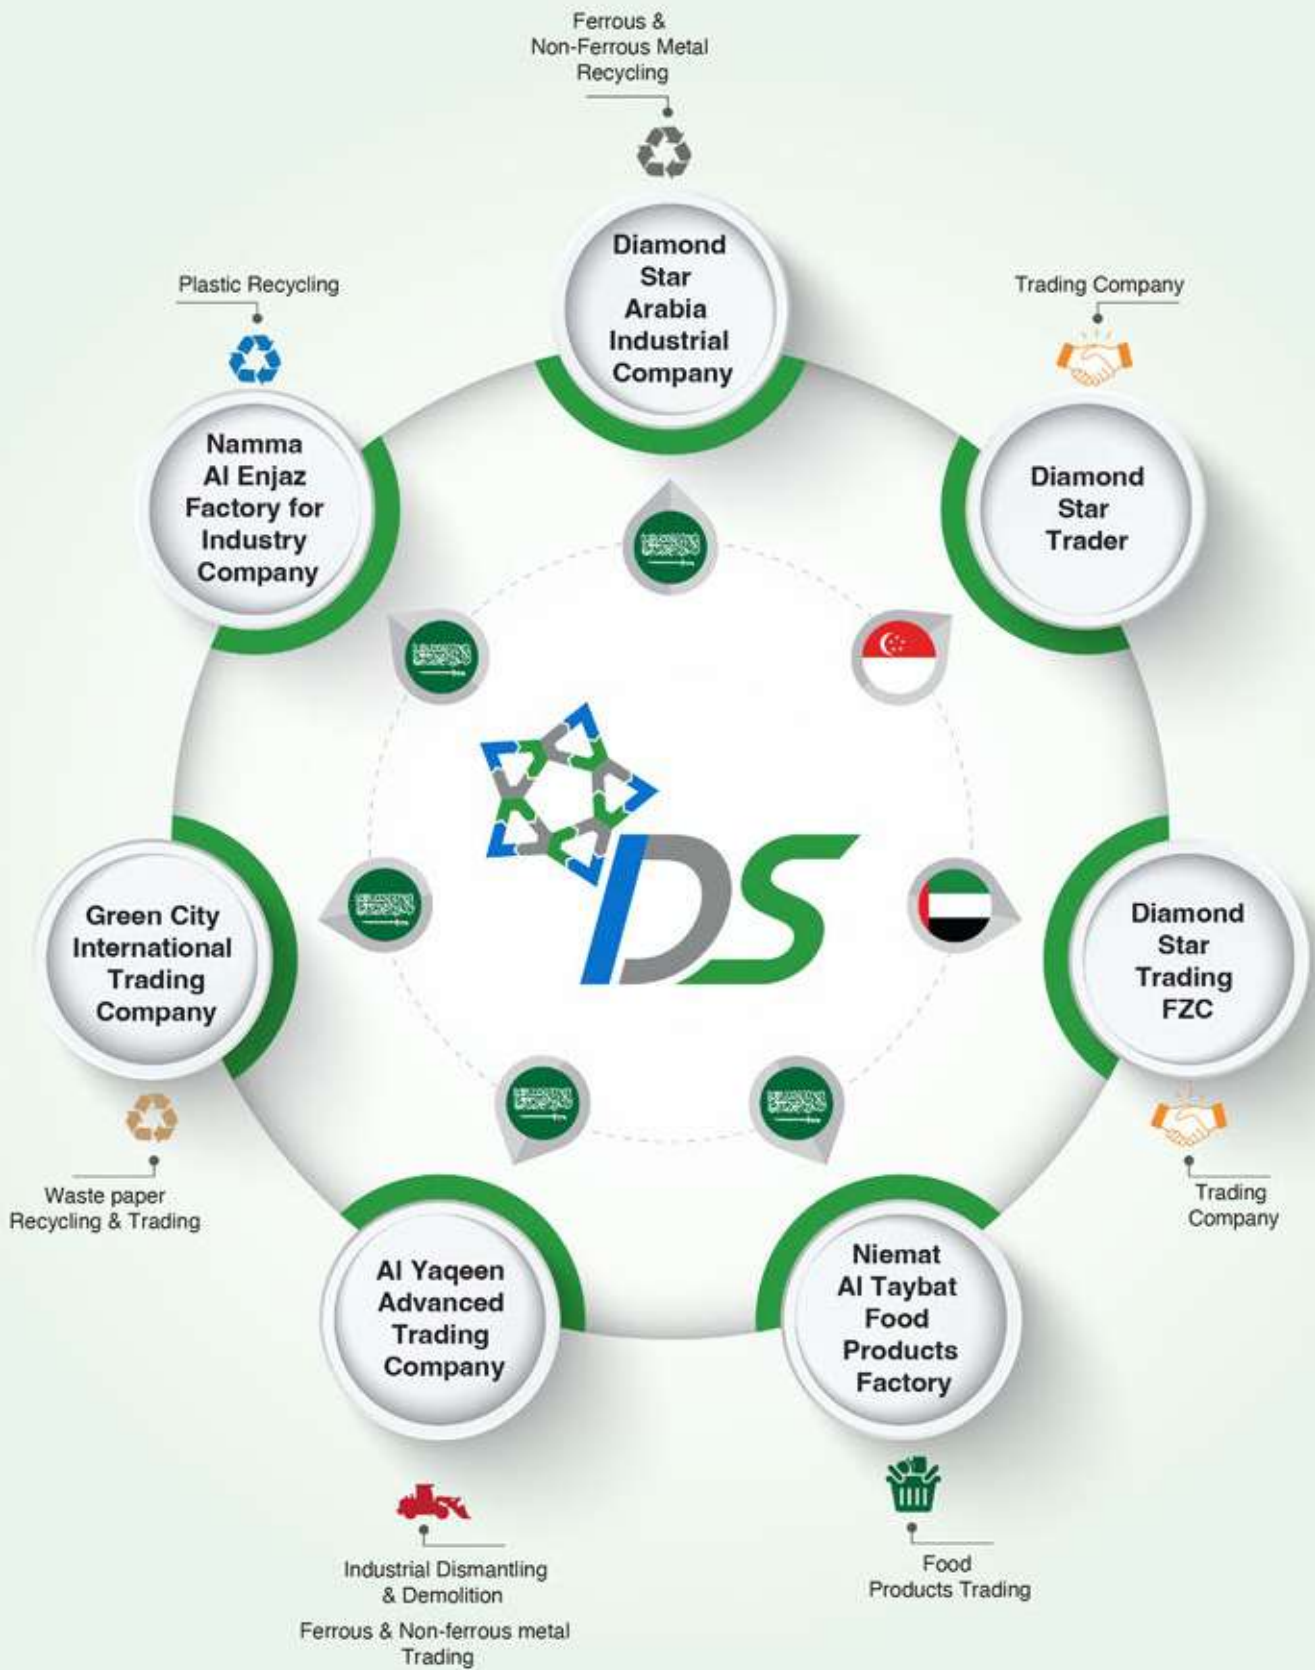 Ferrous &
Non-Ferrous Metal
Recycling
Diamond
Star
Arabia
Industrial
Company
Plastic Recycling
Namma
Al Enjaz
Factory for
Industry
Company
Trading Company
Diamond
Star
Trader
DS
Green City
International
Trading
Company
Waste paper
Recycling & Trading
Diamond
Star
Trading
FZC
Trading
Company
Al Yaqeen
Advanced
Trading
Company
Industrial Dismantling
& Demolition
Ferrous & Non-ferrous metal
Trading
Niemat
Al Taybat
Food
Products
Factory
Food
Products Trading